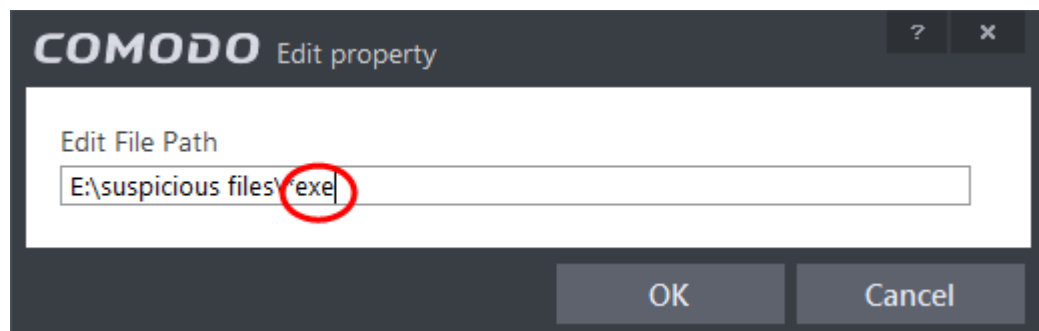 COMODO Edit property ? ×
Edit File Path
E:\suspicious files\*exe
OK Cancel